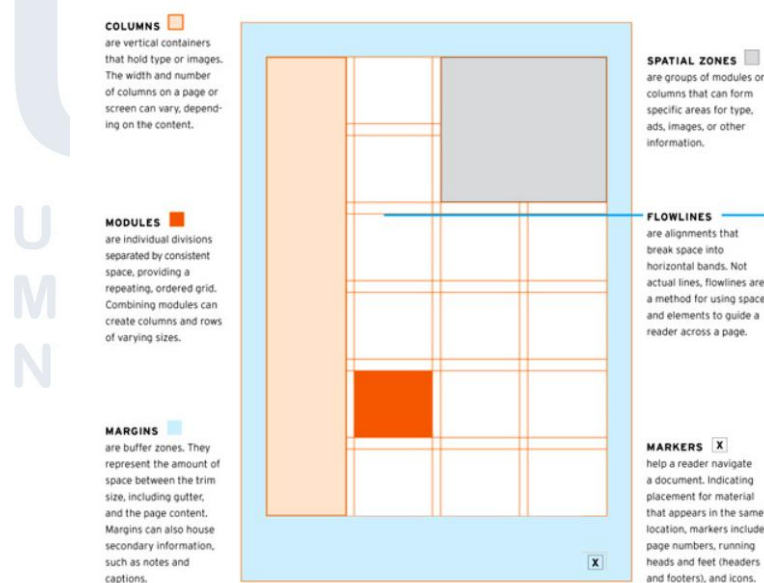 COLUMNS
are vertical containers
that hold type or images.
The width and number
of columns on a page or
screen can vary, depend-
ing on the content.
MODULES
are individual divisions
separated by consistent
space, providing a
repeating, ordered grid.
Combining modules can
create columns and rows
of varying sizes.
MARGINS
are buffer zones. They
represent the amount of
space between the trim
size, including gutter,
and the page content.
Margins can also house
secondary information,
such as notes and
captions.
SPATIAL ZONES
are groups of modules or
columns that can form
specific areas for type,
ads, images, or other
information.
FLOWLINES
are alignments that
break space into
horizontal bands. Not
actual lines, flowlines are
a method for using space
and elements to guide a
reader across a page.
MARKERS X
help a reader navigate
a document. Indicating
placement for material
that appears in the same
location, markers include
page numbers, running
heads and feet (headers
and footers), and icons.
X
U
M
N